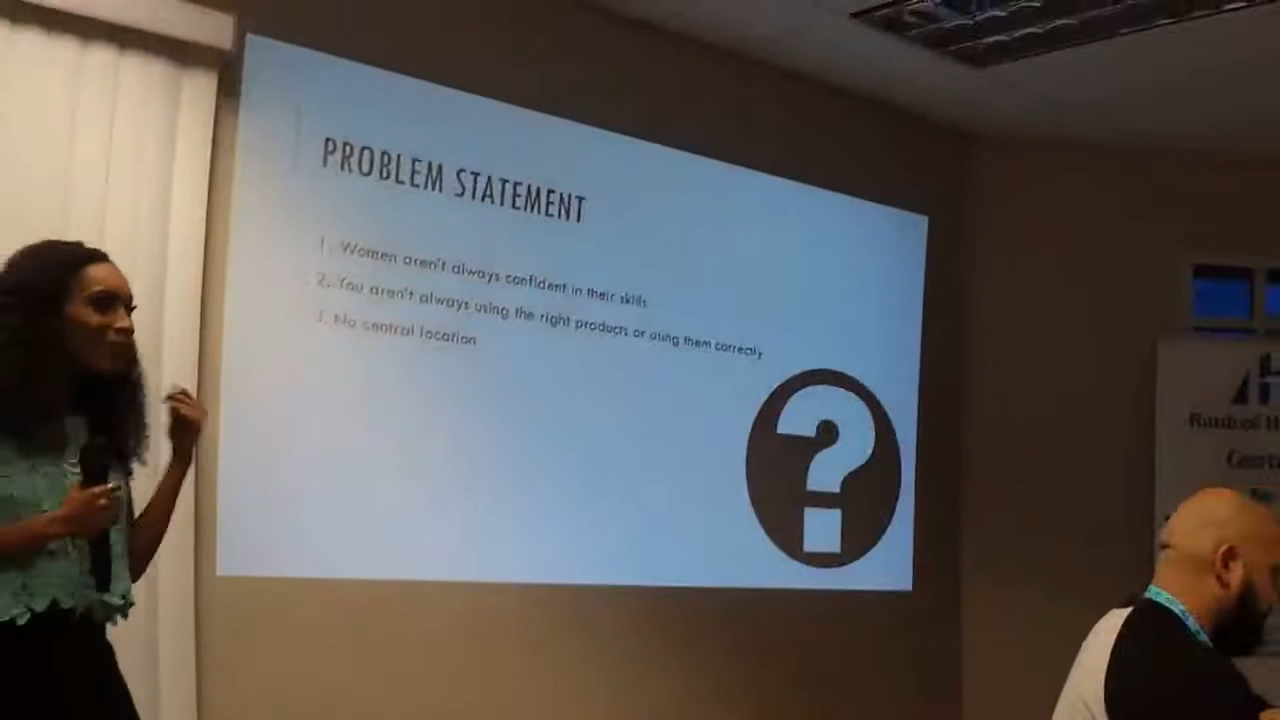 PROBLEM STATEMENT
1. Women aren't always confident in their skills
2. You aren't always using the right products or using them correctly
3. No central location
?